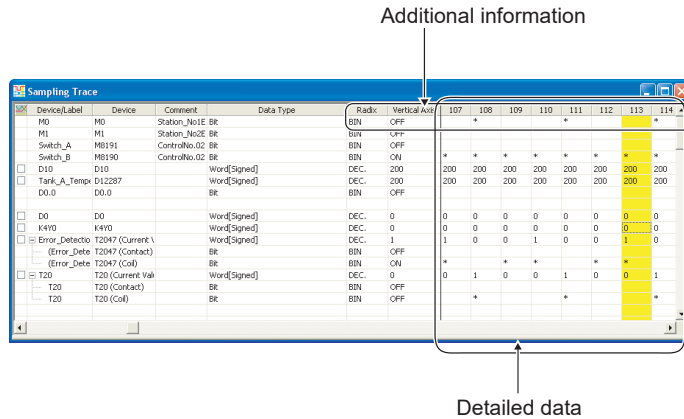 Additional information
Sampling Trace
Device/Label Device Comment Data Type Radix Vertical Axis 107 108 109 110 111 112 113 114
M0 M0 Station_No1E Bit BIN OFF * * *
M1 M1 Station_No2E Bit BIN OFF
Switch_A M8191 ControlNo.02 Bit BIN OFF
Switch_B M8190 ControlNo.02 Bit BIN ON * * * * * * * *
D10 D10 Word[Signed] DEC. 200 200 200 200 200 200 200 200 200
Tank_A_Tempe D12287 Word[Signed] DEC. 200 200 200 200 200 200 200 200 200
D0.0 D0.0 Bit BIN OFF
D0 D0 Word[Signed] DEC. 0 0 0 0 0 0 0 0 0
K4Y0 K4Y0 Word[Signed] DEC. 0 0 0 0 0 0 0 0 0
Error_Detectio T2047 (Current V Word[Signed] DEC. 1 1 0 0 1 0 0 1 0
(Error_Dete T2047 (Contact) Bit BIN OFF
(Error_Dete T2047 (Coil) Bit BIN ON * * * * *
T20 T20 (Current Valu Word[Signed] DEC. 0 0 1 0 0 1 0 0 1
T20 T20 (Contact) Bit BIN OFF
T20 T20 (Coil) Bit BIN OFF * * *
Detailed data